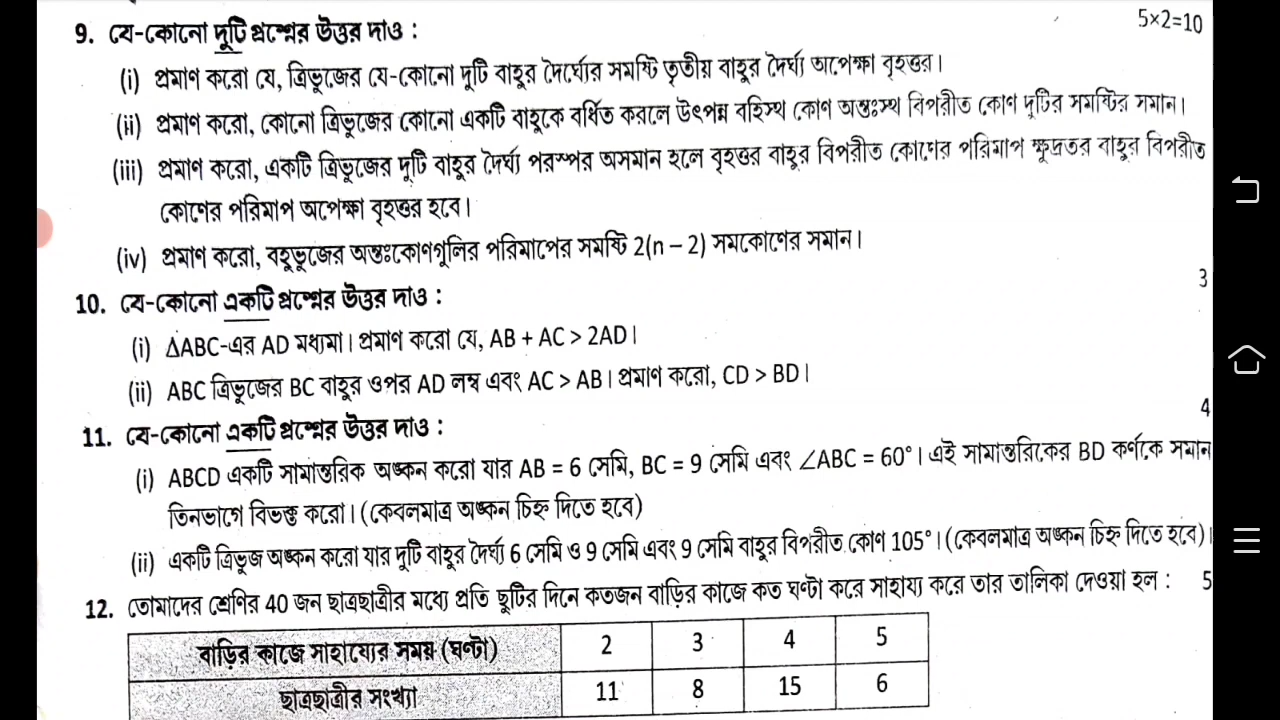 9. যে-কোনো দুটি প্রশ্নের উত্তর দাও : 5×2=10
(i) প্রমাণ করো যে, ত্রিভুজের যে-কোনো দুটি বাহুর দৈর্ঘ্যের সমষ্টি তৃতীয় বাহুর দৈর্ঘ্য অপেক্ষা বৃহত্তর।
(ii) প্রমাণ করো, কোনো ত্রিভুজের কোনো একটি বাহুকে বর্ধিত করলে উৎপন্ন বহিস্থ কোণ অন্তঃস্থ বিপরীত কোণ দুটির সমষ্টির সমান।
(iii) প্রমাণ করো, একটি ত্রিভুজের দুটি বাহুর দৈর্ঘ্য পরস্পর অসমান হলে বৃহত্তর বাহুর বিপরীত কোণের পরিমাপ ক্ষুদ্রতর বাহুর বিপরীত
কোণের পরিমাপ অপেক্ষা বৃহত্তর হবে।
(iv) প্রমাণ করো, বহুভুজের অন্তঃকোণগুলির পরিমাপের সমষ্টি 2(n – 2) সমকোণের সমান।
10. যে-কোনো একটি প্রশ্নের উত্তর দাও : 3
(i) ΔABC-এর AD মধ্যমা। প্রমাণ করো যে, AB + AC > 2AD।
(ii) ABC ত্রিভুজের BC বাহুর ওপর AD লম্ব এবং AC > AB। প্রমাণ করো, CD > BD।
11. যে-কোনো একটি প্রশ্নের উত্তর দাও : 4
(i) ABCD একটি সামান্তরিক অঙ্কন করো যার AB = 6 সেমি, BC = 9 সেমি এবং ∠ABC = 60°। এই সামান্তরিকের BD কর্ণকে সমান
তিনভাগে বিভক্ত করো। (কেবলমাত্র অঙ্কন চিহ্ন দিতে হবে)
(ii) একটি ত্রিভুজ অঙ্কন করো যার দুটি বাহুর দৈর্ঘ্য 6 সেমি ও 9 সেমি এবং 9 সেমি বাহুর বিপরীত কোণ 105°। (কেবলমাত্র অঙ্কন চিহ্ন দিতে হবে)।
12. তোমাদের শ্রেণির 40 জন ছাত্রছাত্রীর মধ্যে প্রতি ছুটির দিনে কতজন বাড়ির কাজে কত ঘণ্টা করে সাহায্য করে তার তালিকা দেওয়া হল : 5
বাড়ির কাজে সাহায্যের সময় (ঘণ্টা) 2 3 4 5
ছাত্রছাত্রীর সংখ্যা 11 8 15 6